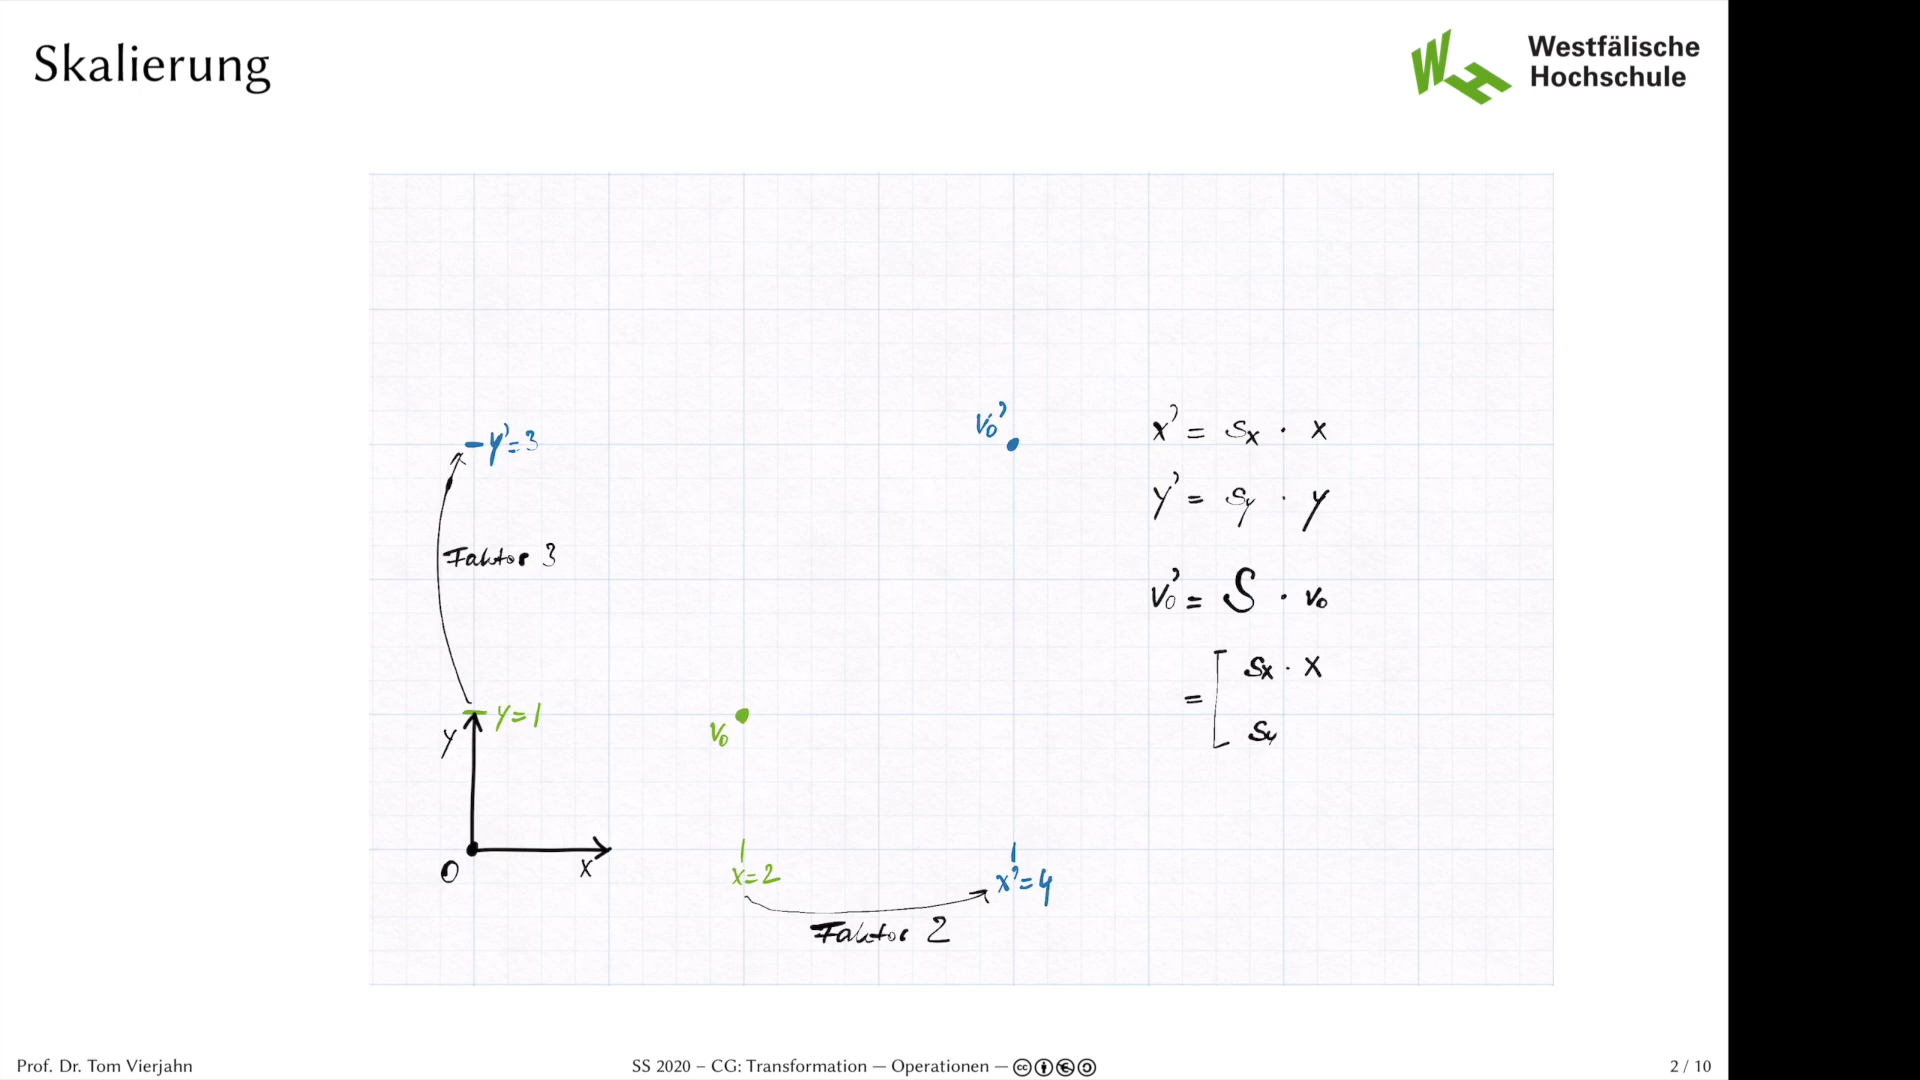 Skalierung
Westfälische
Hochschule
y'=3
v₀'
x' = sx · x
y' = sy · y
Faktor 3
v₀' = S · v₀
= [ sx · x
sy
y=1
y
v₀
0
x
x=2
x'=4
Faktor 2
Prof. Dr. Tom Vierjahn
SS 2020 – CG: Transformation — Operationen —
2 / 10